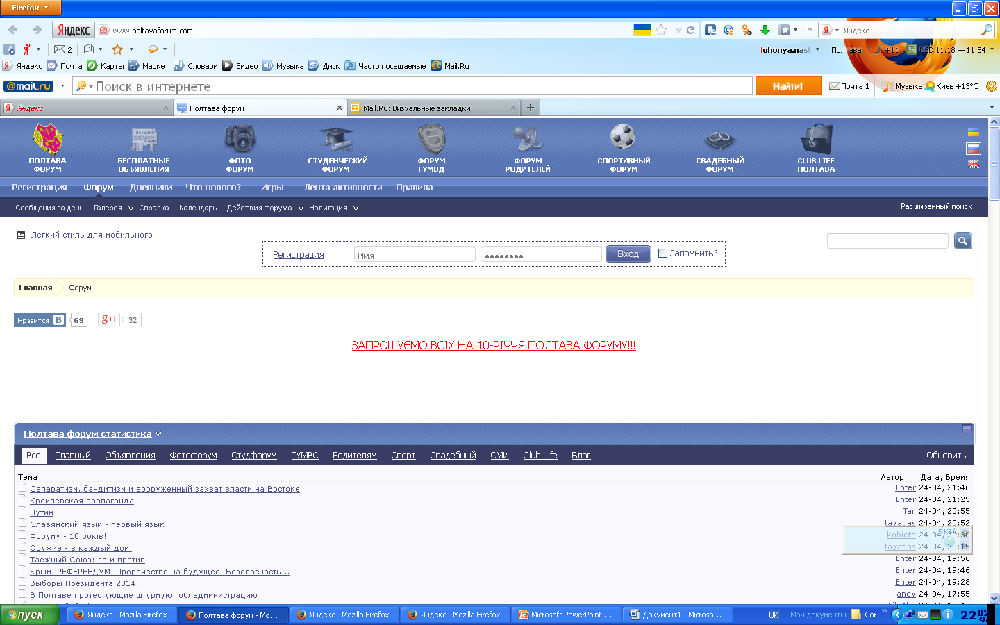 Firefox
Яндекс www.poltavaforum.com Яндекс
2 lohonya.nast Полтава +11 USD 11.18 — 11.84
Яндекс Почта Карты Маркет Словари Видео Музыка Диск Часто посещаемые Mail.Ru
@mail.ru Поиск в интернете Найти! Почта 1 Музыка Киев +13°C
Яндекс Полтава форум Mail.Ru: Визуальные закладки
ПОЛТАВА ФОРУМ
БЕСПЛАТНЫЕ ОБЪЯВЛЕНИЯ
ФОТО ФОРУМ
СТУДЕНЧЕСКИЙ ФОРУМ
ФОРУМ ГУМВД
ФОРУМ РОДИТЕЛЕЙ
СПОРТИВНЫЙ ФОРУМ
СВАДЕБНЫЙ ФОРУМ
CLUB LIFE ПОЛТАВА
Регистрация Форум Дневники Что нового? Игры Лента активности Правила
Сообщения за день Галерея Справка Календарь Действия форума Навигация Расширенный поиск
Легкий стиль для мобильного
Регистрация Имя Вход Запомнить?
Главная Форум
Нравится В 69 g+1 32
ЗАПРОШУЄМО ВСІХ НА 10-РІЧЧЯ ПОЛТАВА ФОРУМУ!!!
Полтава форум статистика
Все Главный Объявления Фотофорум Студфорум ГУМВС Родителям Спорт Свадебный СМИ Club Life Блог Обновить
Тема Автор Дата, Время
Сепаратизм, бандитизм и вооруженный захват власти на Востоке Enter 24-04, 21:46
Кремлевская пропаганда Enter 24-04, 21:25
Путин Tail 24-04, 20:55
Славянский язык - первый язык tayatlas 24-04, 20:52
Форуму - 10 років! kobieta 24-04, 20:30
Оружие - в каждый дом! tayatlas 24-04, 20:15
Таежный Союз: за и против Enter 24-04, 19:56
Крым. РЕФЕРЕНДУМ. Пророчество на будущее. Безопасность... Enter 24-04, 19:46
Выборы Президента 2014 Enter 24-04, 19:28
В Полтаве протестующие штурмуют обладминистрацию andy 24-04, 17:55
пуск Яндекс - Mozilla Firefox Полтава форум - Mo... Яндекс - Mozilla Firefox Яндекс - Mozilla Firefox Microsoft PowerPoint ... Документ1 - Microso... UK Мои документы Cor